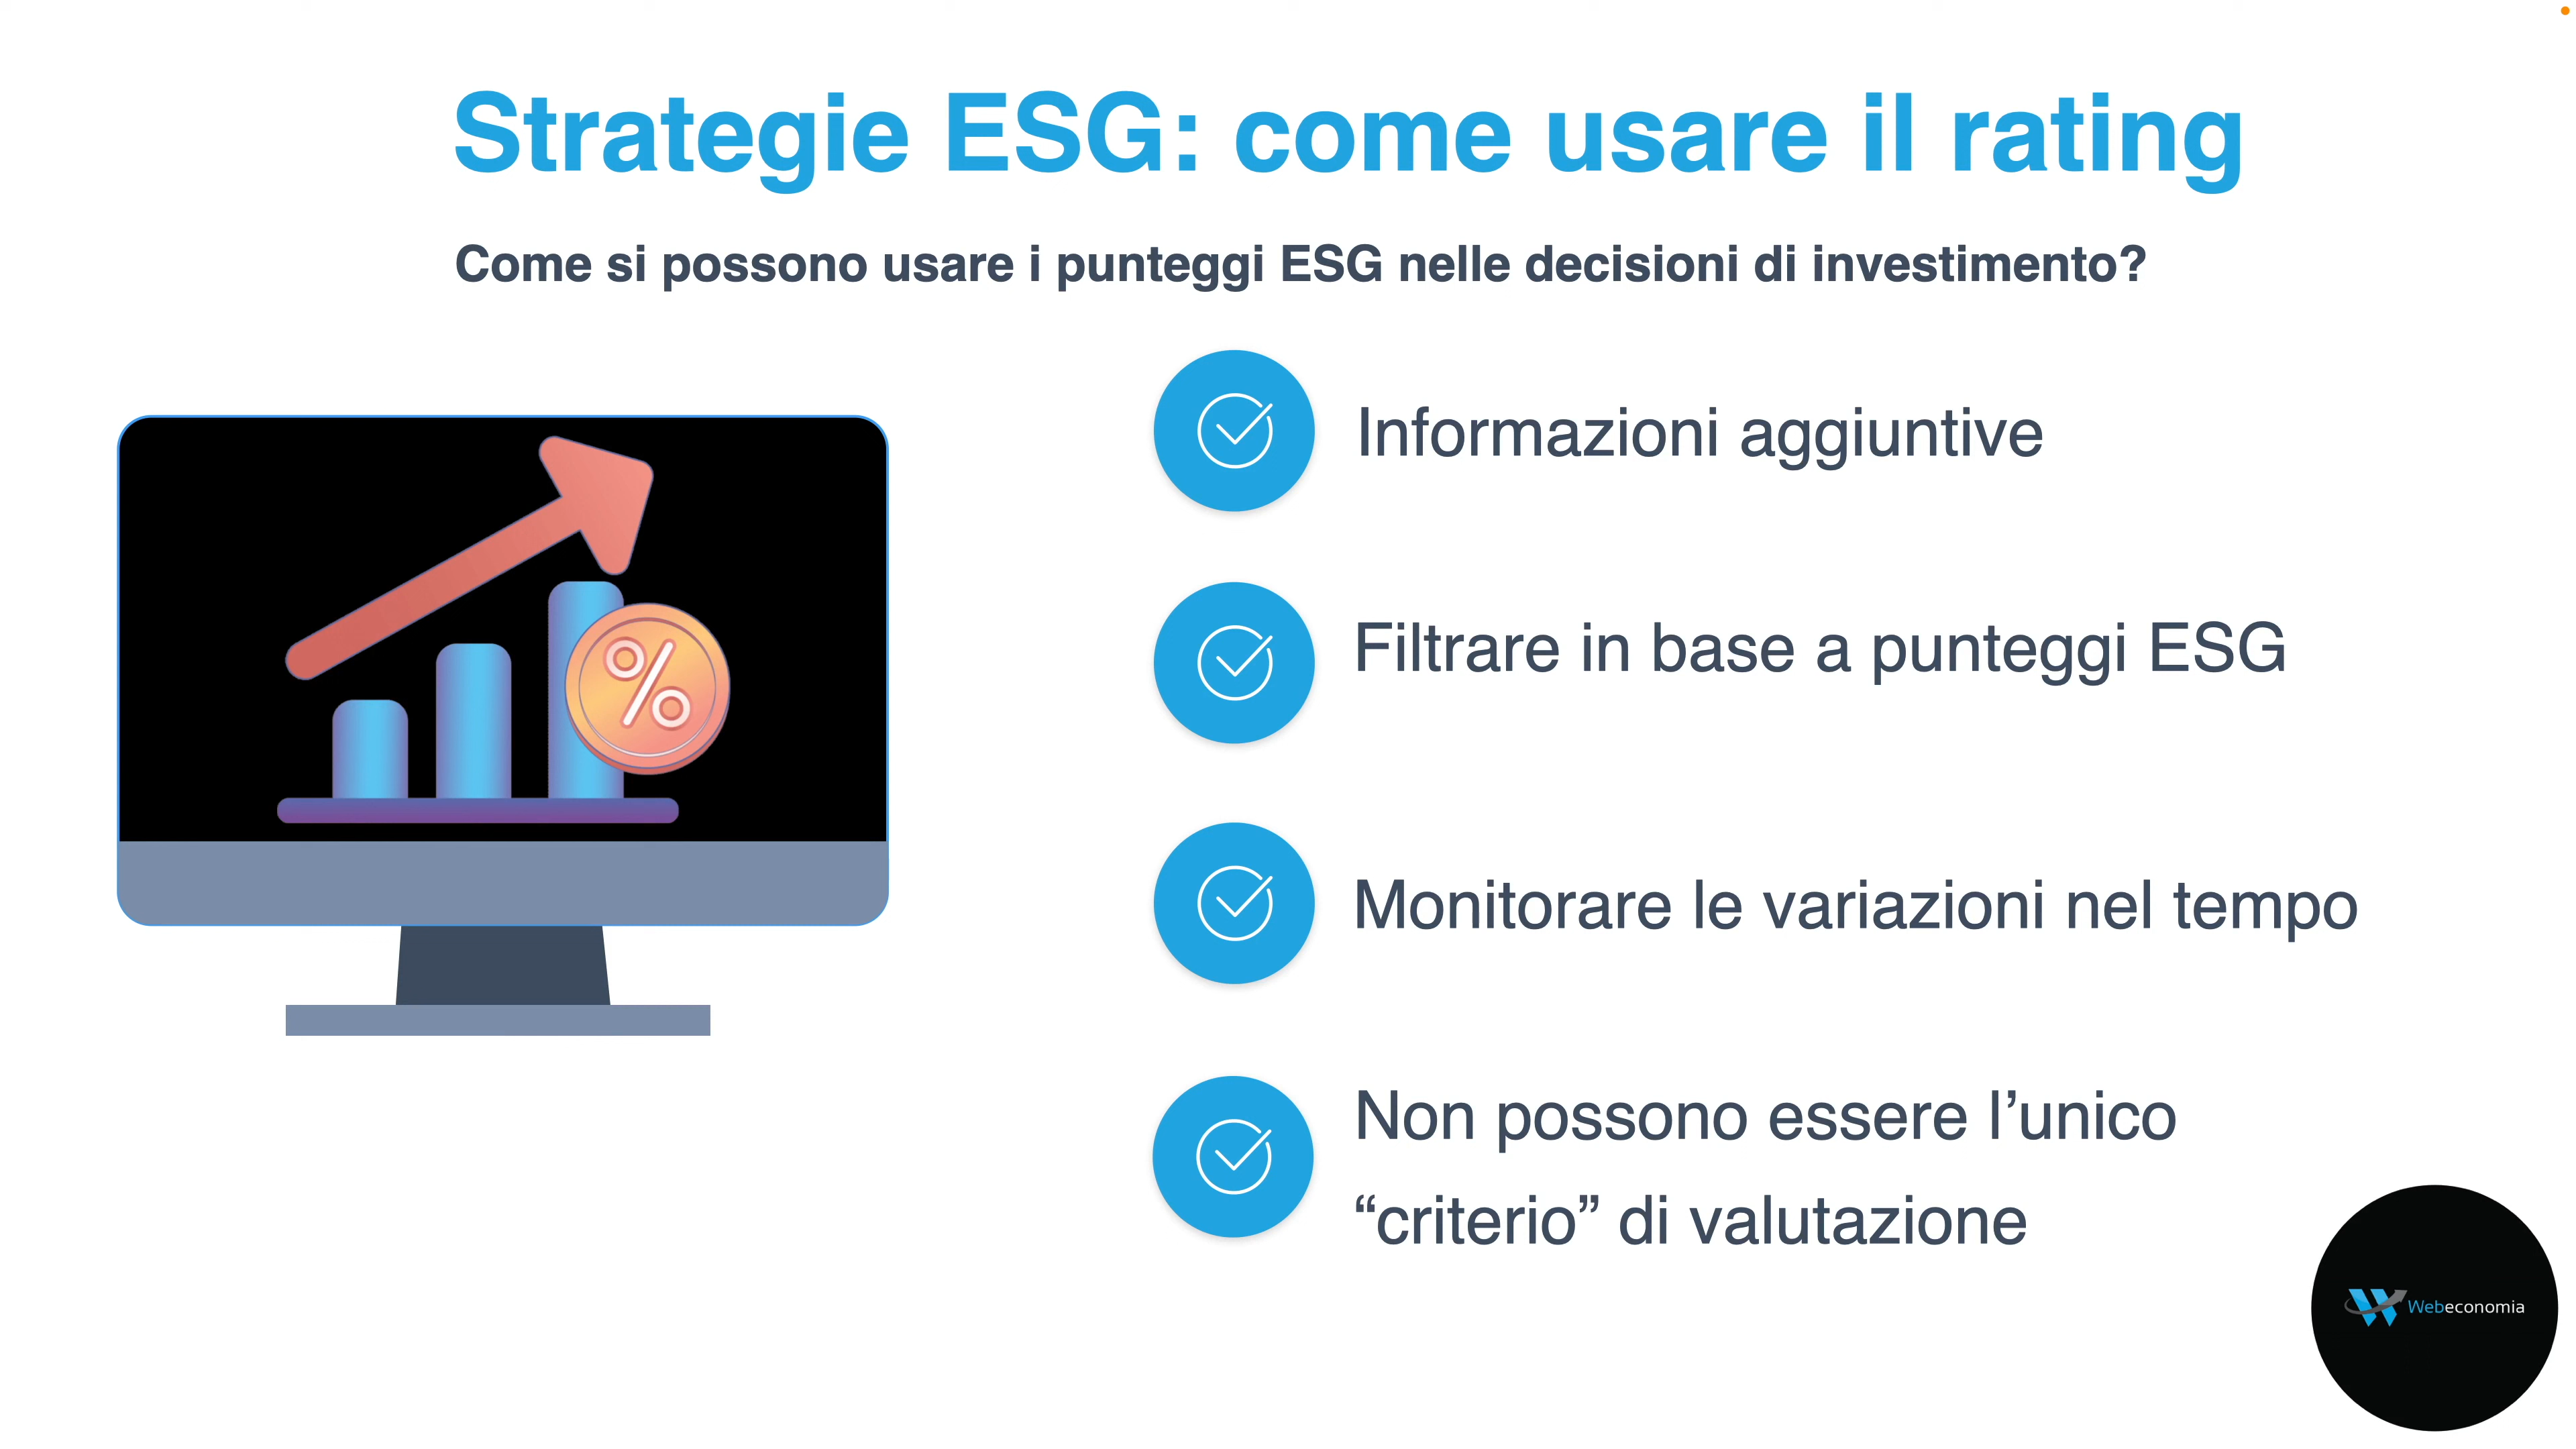 Strategie ESG: come usare il rating
Come si possono usare i punteggi ESG nelle decisioni di investimento?
Informazioni aggiuntive
Filtrare in base a punteggi ESG
Monitorare le variazioni nel tempo
Non possono essere l’unico
“criterio” di valutazione
%
Webeconomia